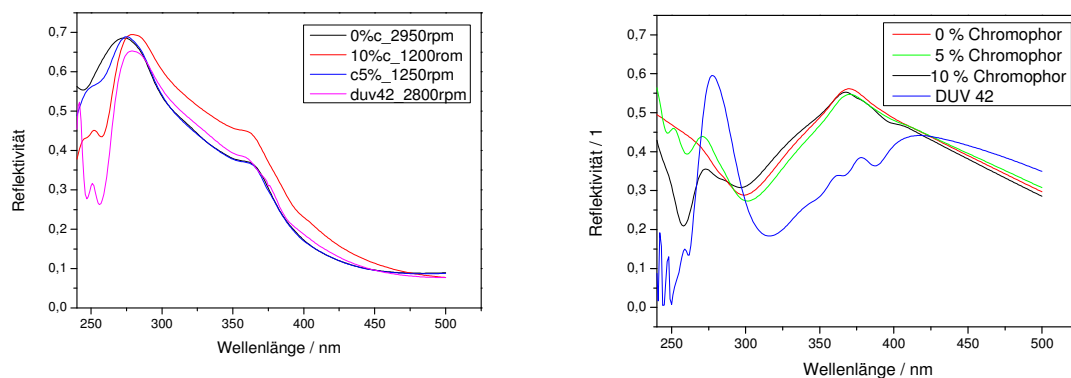 0,7
0,6
0,5
0,4
0,3
0,2
0,1
0,0
Reflektivität
0%c_2950rpm
10%c_1200rom
c5%_1250rpm
duv42_2800rpm
250 300 350 400 450 500
Wellenlänge / nm
0,7
0,6
0,5
0,4
0,3
0,2
0,1
0,0
Reflektivität / 1
0 % Chromophor
5 % Chromophor
10 % Chromophor
DUV 42
250 300 350 400 450 500
Wellenlänge / nm